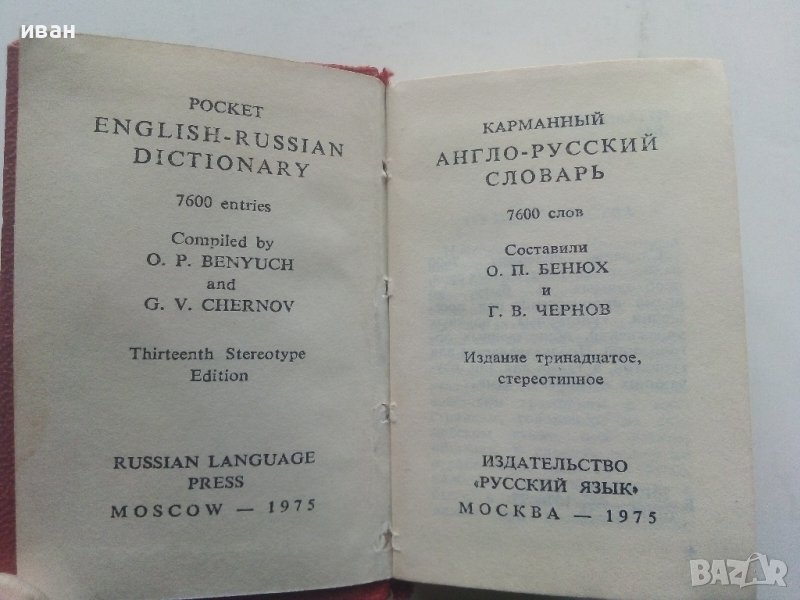 иван
POCKET
ENGLISH-RUSSIAN
DICTIONARY
7600 entries
Compiled by
O. P. BENYUCH
and
G. V. CHERNOV
Thirteenth Stereotype
Edition
RUSSIAN LANGUAGE
PRESS
MOSCOW — 1975
КАРМАННЫЙ
АНГЛО-РУССКИЙ
СЛОВАРЬ
7600 слов
Составили
О. П. БЕНЮХ
и
Г. В. ЧЕРНОВ
Издание тринадцатое,
стереотипное
ИЗДАТЕЛЬСТВО
«РУССКИЙ ЯЗЫК»
МОСКВА — 1975
BAZAR